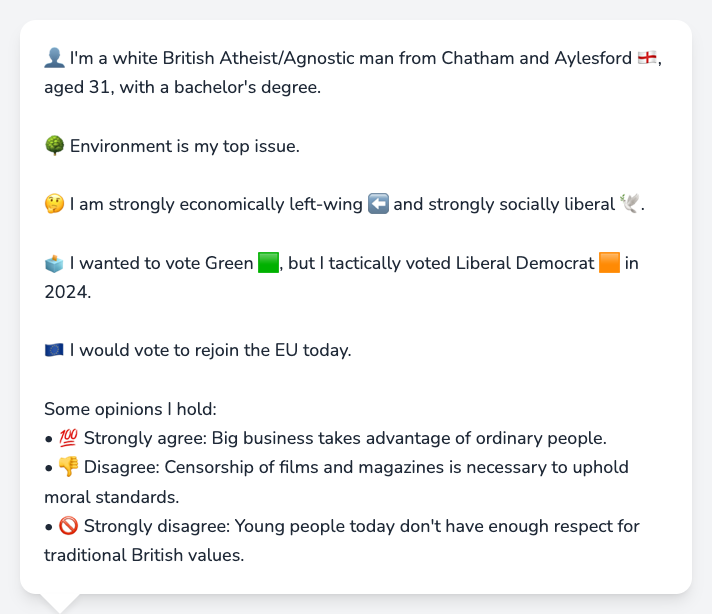 👤 I'm a white British Atheist/Agnostic man from Chatham and Aylesford 🏴󠁧󠁢󠁥󠁮󠁧󠁿,
aged 31, with a bachelor's degree.
🌳 Environment is my top issue.
🤔 I am strongly economically left-wing ⬅️ and strongly socially liberal 🕊️.
🗳️ I wanted to vote Green 🟩, but I tactically voted Liberal Democrat 🟧 in
2024.
🇪🇺 I would vote to rejoin the EU today.
Some opinions I hold:
• 💯 Strongly agree: Big business takes advantage of ordinary people.
• 👎 Disagree: Censorship of films and magazines is necessary to uphold
moral standards.
• 🚫 Strongly disagree: Young people today don't have enough respect for
traditional British values.